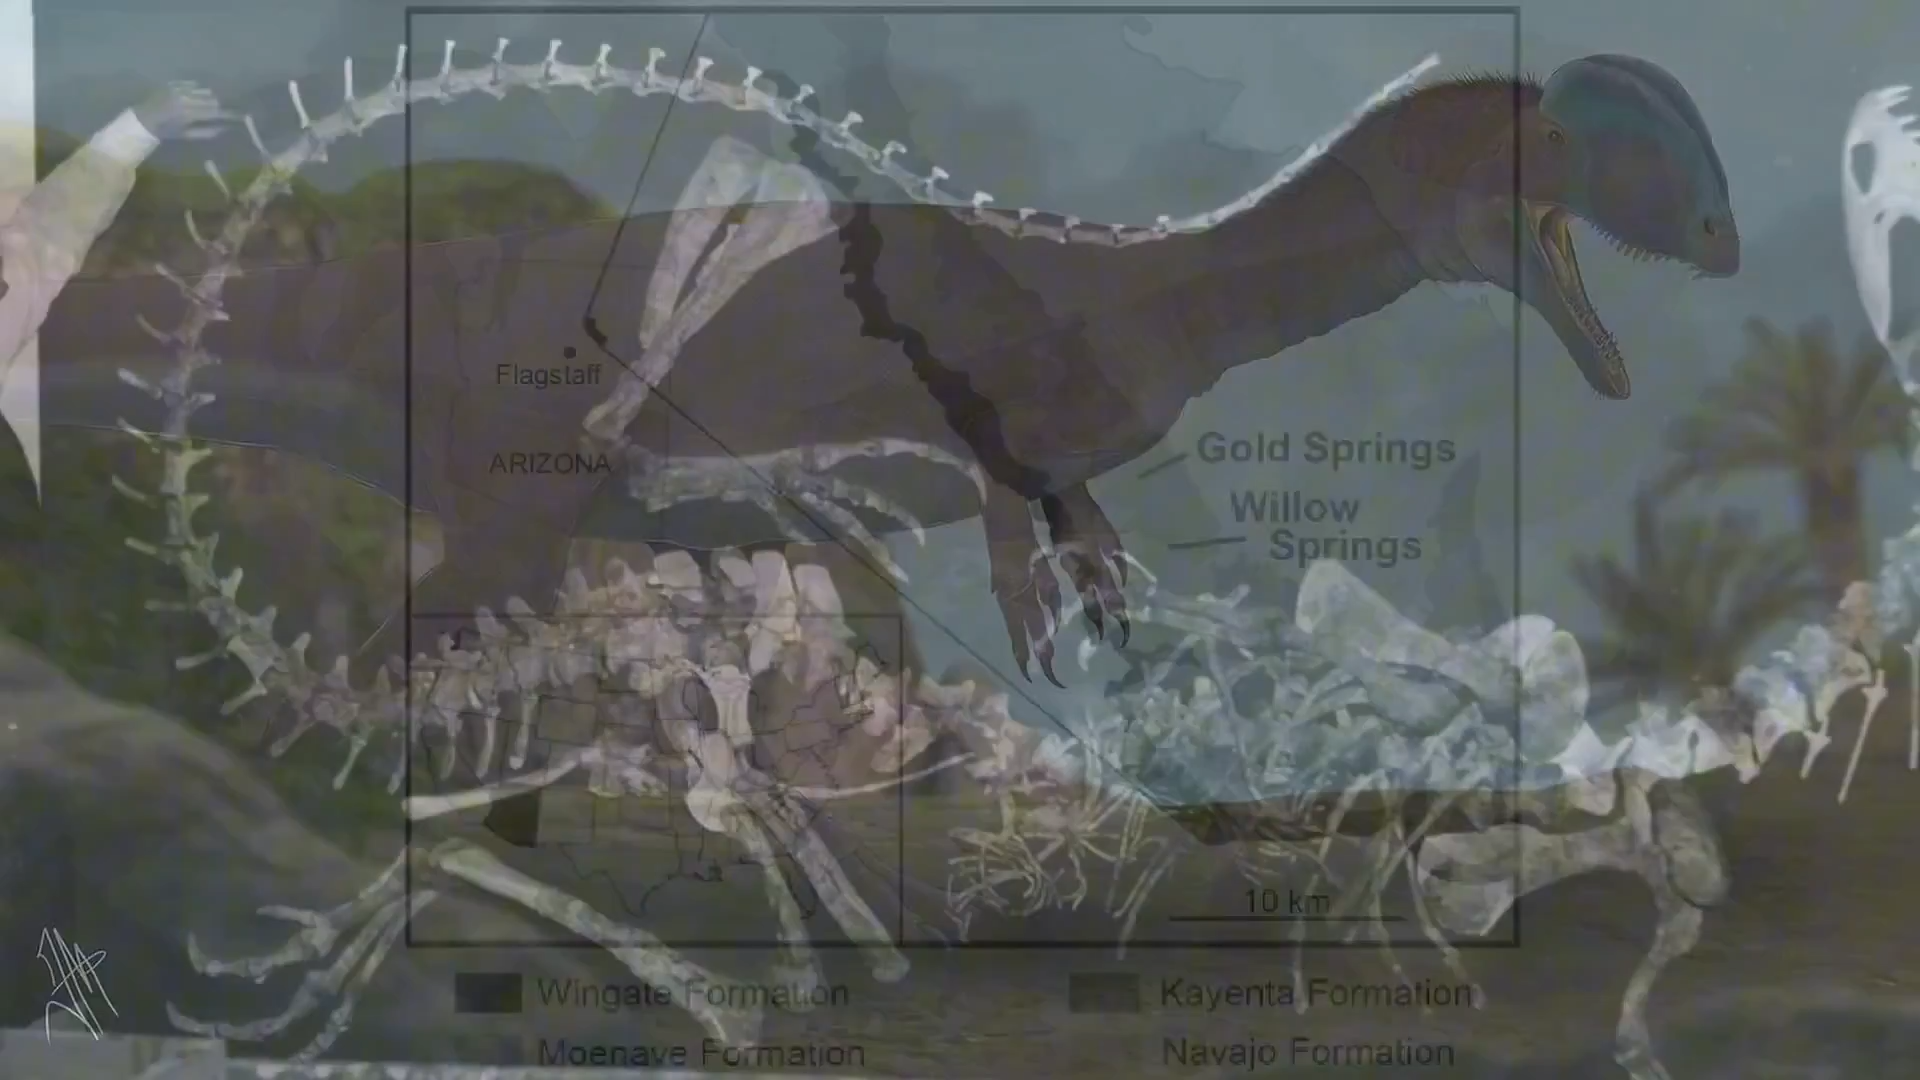 Flagstaff
ARIZONA
Gold Springs
Willow
Springs
10 km
Wingate Formation
Kayenta Formation
Moenave Formation
Navajo Formation